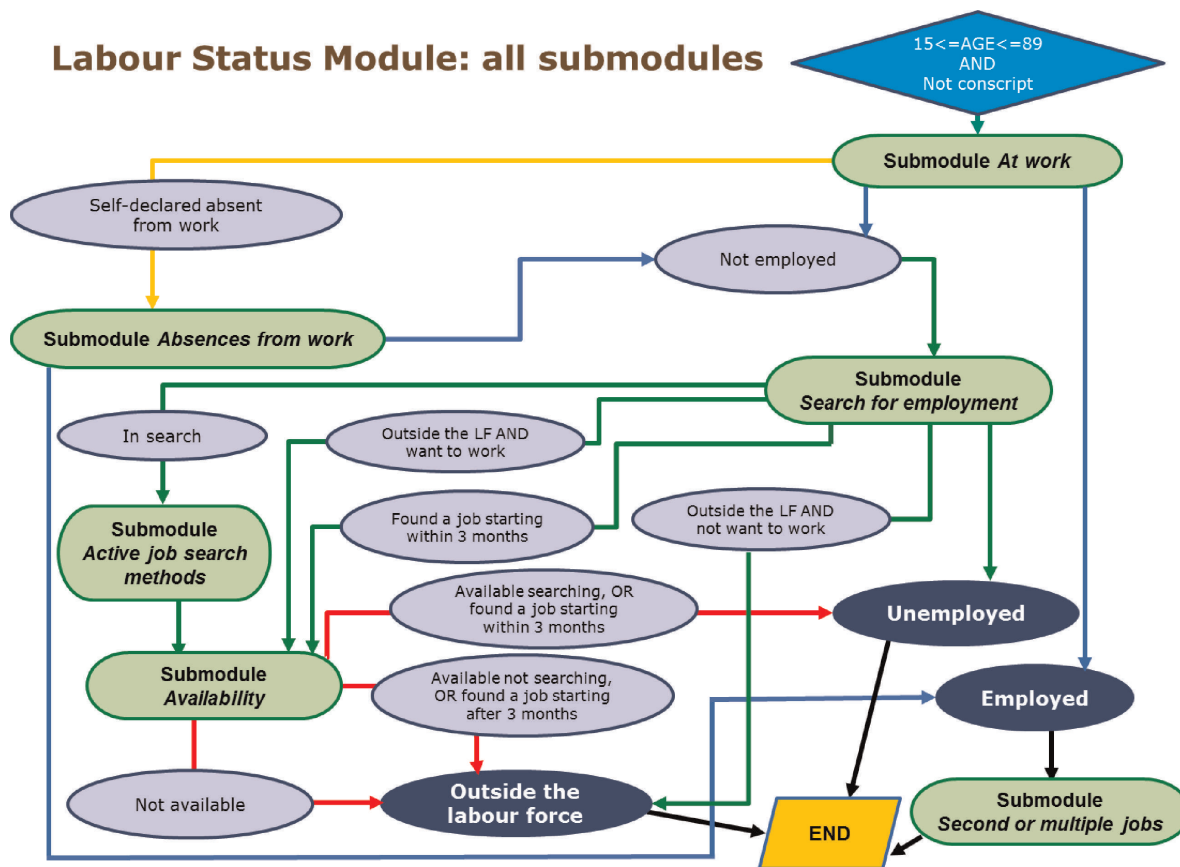 Labour Status Module: all submodules
15<=AGE<=89
AND
Not conscript
Submodule At work
Self-declared absent
from work
Not employed
Submodule Absences from work
Submodule
Search for employment
In search
Outside the LF AND
want to work
Submodule
Active job search
methods
Found a job starting
within 3 months
Outside the LF AND
not want to work
Available searching, OR
found a job starting
within 3 months
Unemployed
Submodule
Availability
Available not searching,
OR found a job starting
after 3 months
Employed
Not available
Outside the
labour force
END
Submodule
Second or multiple jobs